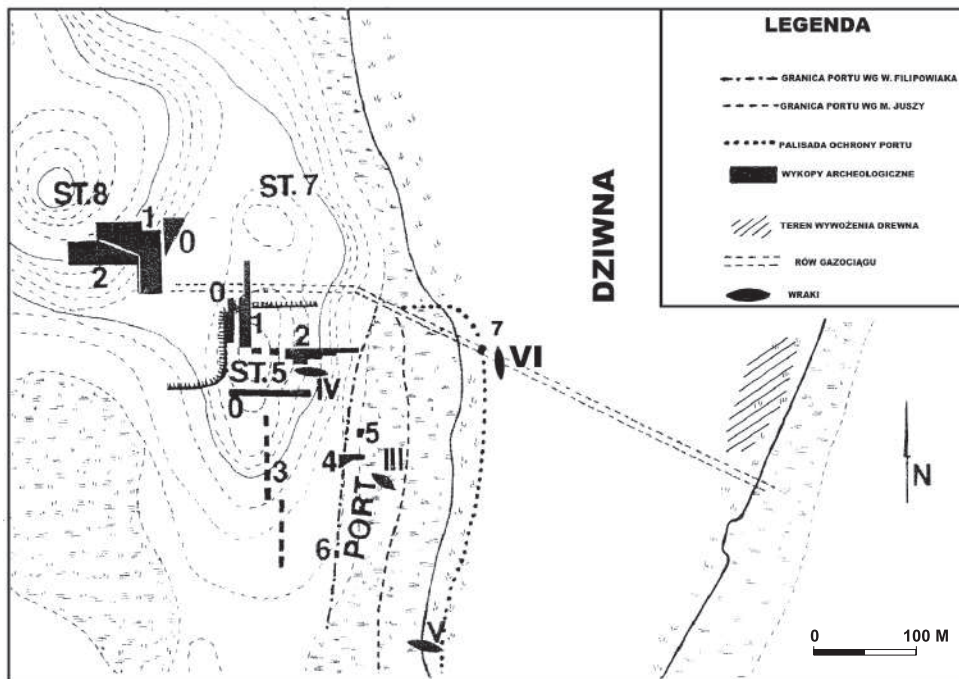 LEGENDA
GRANICA PORTU WG W. FILIPOWIAKA
GRANICA PORTU WG M. JUSZY
PALISADA OCHRONY PORTU
WYKOPY ARCHEOLOGICZNE
TEREN WYWOŻENIA DREWNA
RÓW GAZOCIĄGU
WRAKI
ST. 8
1
0
2
ST. 7
DZIWNA
0
1
2
ST. 5
IV
0
7
VI
5
4
III
3
PORT
6
V
N
0 100 M